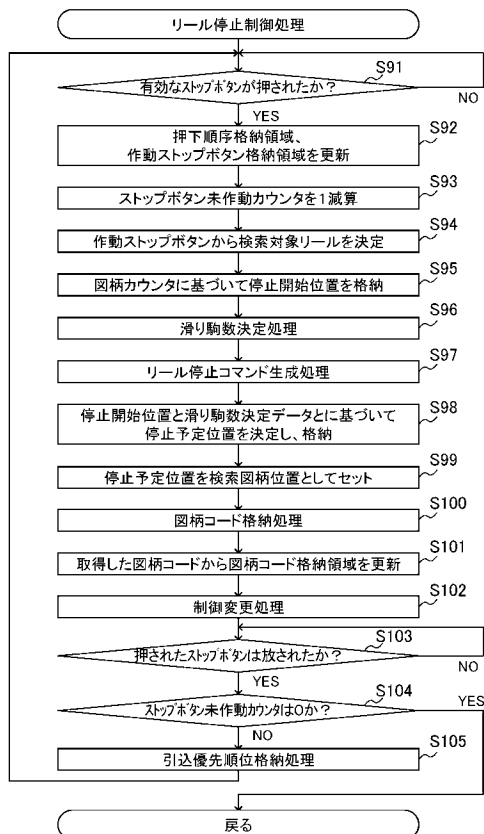 リール停止制御処理
S91
有効なストップボタンが押されたか？
NO
YES
S92
押下順序格納領域、
作動ストップボタン格納領域を更新
S93
ストップボタン未作動カウンタを1減算
S94
作動ストップボタンから検索対象リールを決定
S95
図柄カウンタに基づいて停止開始位置を格納
S96
滑り駒数決定処理
S97
リール停止コマンド生成処理
S98
停止開始位置と滑り駒数決定データとに基づいて
停止予定位置を決定し、格納
S99
停止予定位置を検索図柄位置としてセット
S100
図柄コード格納処理
S101
取得した図柄コードから図柄コード格納領域を更新
S102
制御変更処理
S103
押されたストップボタンは放されたか？
NO
YES
S104
ストップボタン未作動カウンタは0か？
YES
NO
S105
引込優先順位格納処理
戻る